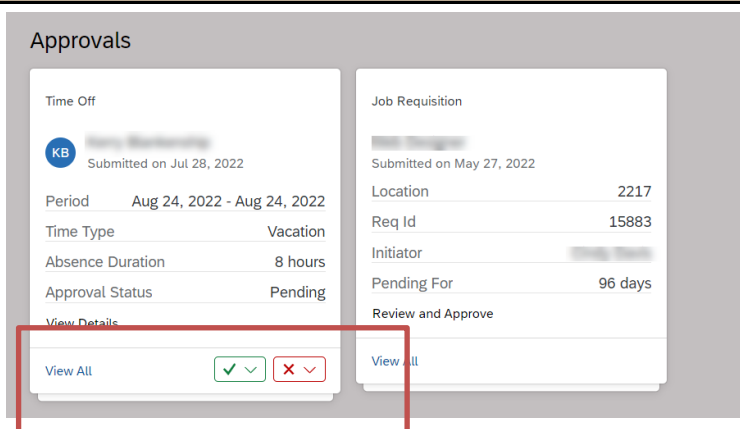 Approvals
Time Off
KB
Submitted on Jul 28, 2022
Period Aug 24, 2022 - Aug 24, 2022
Time Type Vacation
Absence Duration 8 hours
Approval Status Pending
View Details
View All
Job Requisition
Submitted on May 27, 2022
Location 2217
Req Id 15883
Initiator
Pending For 96 days
Review and Approve
View All